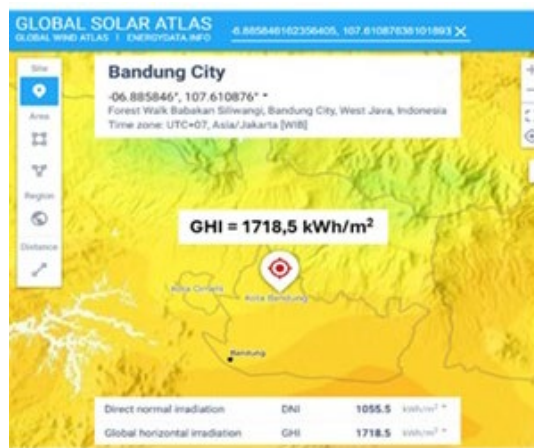 GLOBAL SOLAR ATLAS
GLOBAL WIND ATLAS | ENERGYDATA.INFO
-6.885846162356405, 107.61087638101893 ×
Site
Area
Region
Distance
Bandung City
-06.885846°, 107.610876°
Forest Walk Babakan Siliwangi, Bandung City, West Java, Indonesia
Time zone: UTC+07, Asia/Jakarta [WIB]
GHI = 1718,5 kWh/m²
Kota Cimahi
Kota Bandung
Bandung
Direct normal irradiation DNI 1055.5 kWh/m²
Global horizontal irradiation GHI 1718.5 kWh/m²